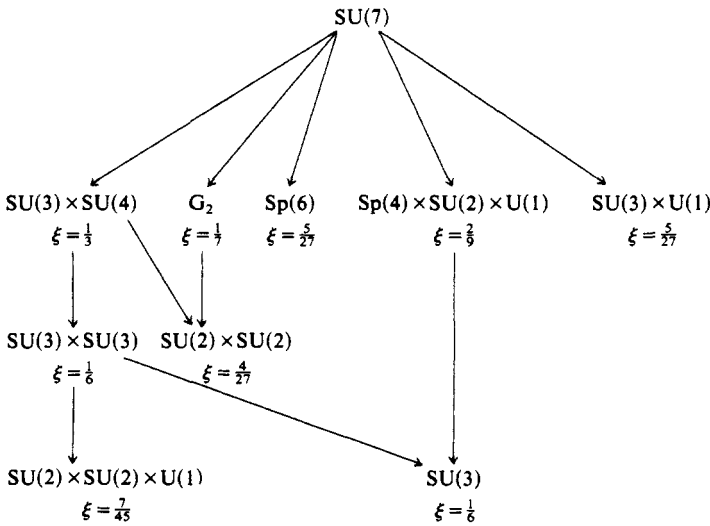 SU(7)
SU(3)×SU(4) G₂ Sp(6) Sp(4)×SU(2)×U(1) SU(3)×U(1)
ξ=1/3 ξ=1/7 ξ=5/27 ξ=2/9 ξ=5/27
SU(3)×SU(3) SU(2)×SU(2)
ξ=1/6 ξ=4/27
SU(2)×SU(2)×U(1) SU(3)
ξ=7/45 ξ=1/6